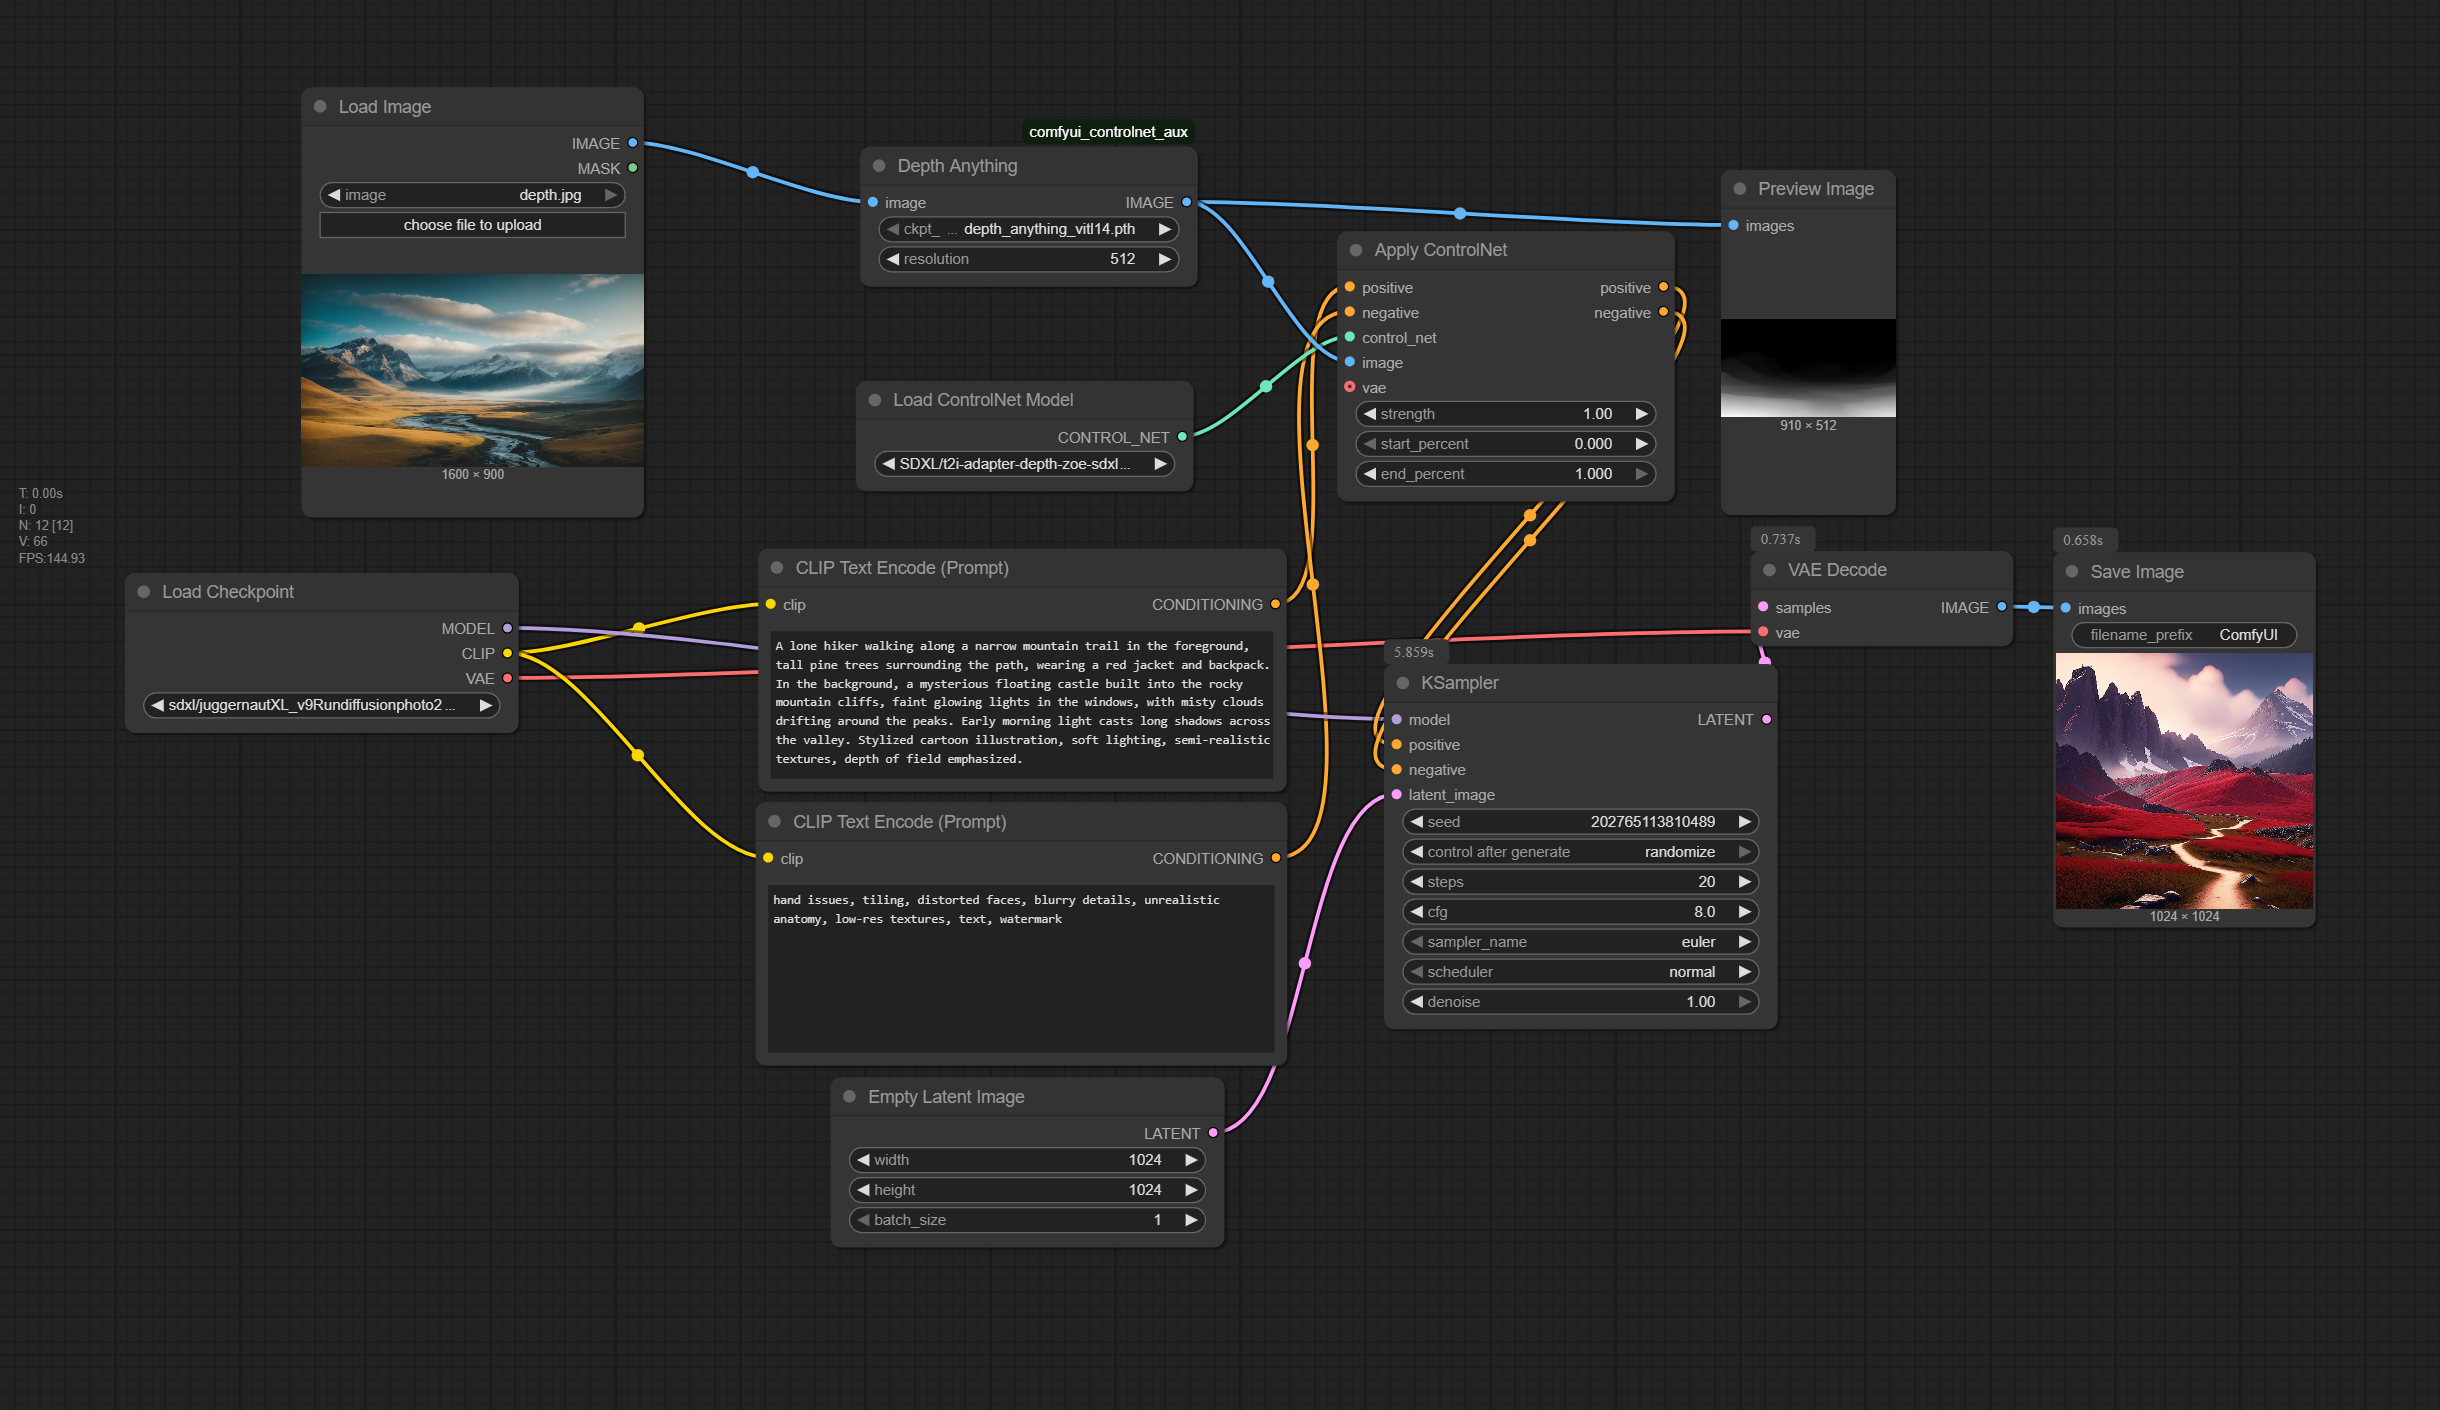 Load Image
IMAGE
MASK
image depth.jpg
choose file to upload
1600 × 900
comfyui_controlnet_aux
Depth Anything
image IMAGE
ckpt_ ... depth_anything_vitl14.pth
resolution 512
Load ControlNet Model
CONTROL_NET
SDXL/t2i-adapter-depth-zoe-sdxl...
Apply ControlNet
positive positive
negative negative
control_net
image
vae
strength 1.00
start_percent 0.000
end_percent 1.000
Preview Image
images
910 × 512
T: 0.00s
I: 0
N: 12 [12]
V: 66
FPS:144.93
Load Checkpoint
MODEL
CLIP
VAE
sdxl/juggernautXL_v9Rundiffusionphoto2 ...
CLIP Text Encode (Prompt)
clip CONDITIONING
A lone hiker walking along a narrow mountain trail in the foreground,
tall pine trees surrounding the path, wearing a red jacket and backpack.
In the background, a mysterious floating castle built into the rocky
mountain cliffs, faint glowing lights in the windows, with misty clouds
drifting around the peaks. Early morning light casts long shadows across
the valley. Stylized cartoon illustration, soft lighting, semi-realistic
textures, depth of field emphasized.
CLIP Text Encode (Prompt)
clip CONDITIONING
hand issues, tiling, distorted faces, blurry details, unrealistic
anatomy, low-res textures, text, watermark
Empty Latent Image
LATENT
width 1024
height 1024
batch_size 1
5.859s
KSampler
model LATENT
positive
negative
latent_image
seed 202765113810489
control after generate randomize
steps 20
cfg 8.0
sampler_name euler
scheduler normal
denoise 1.00
0.737s
VAE Decode
samples IMAGE
vae
0.658s
Save Image
images
filename_prefix ComfyUI
1024 × 1024